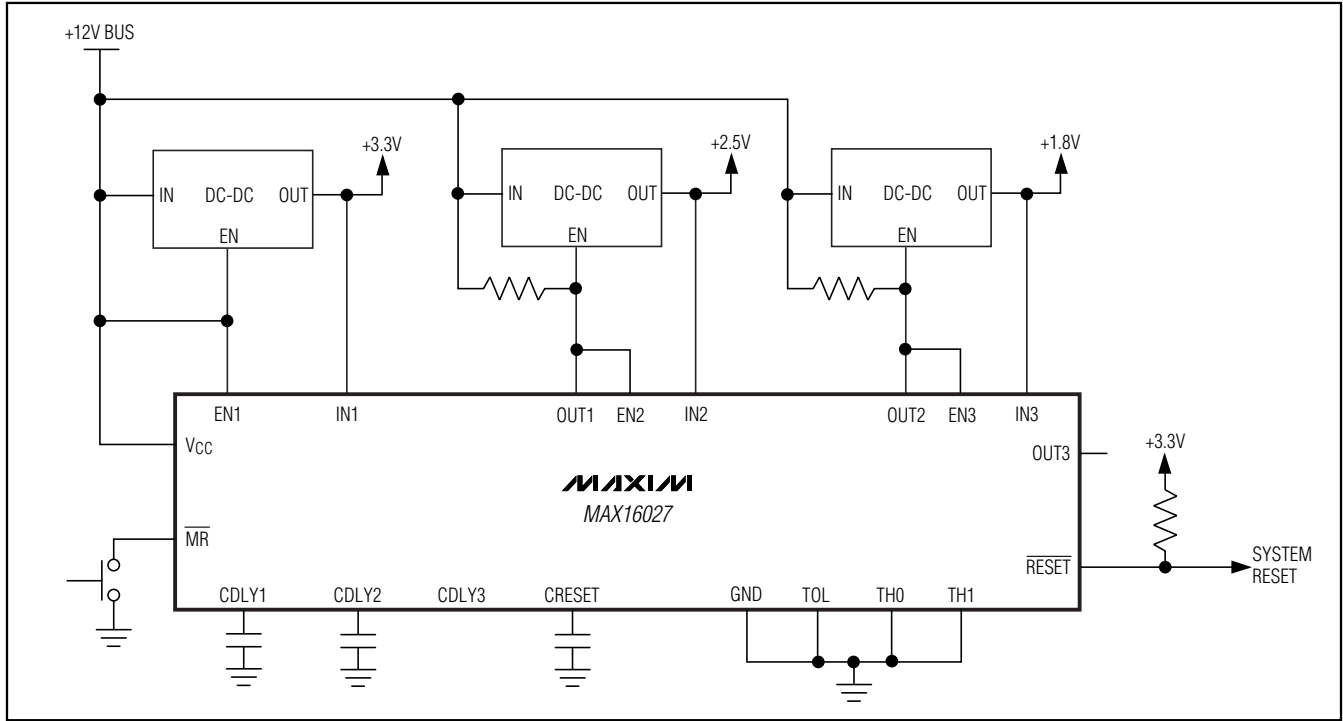 +12V BUS
+3.3V
+2.5V
+1.8V
IN DC-DC OUT
EN
IN DC-DC OUT
EN
IN DC-DC OUT
EN
EN1 IN1 OUT1 EN2 IN2 OUT2 EN3 IN3
VCC
OUT3
+3.3V
MAXIM
MAX16027
MR
RESET
SYSTEM
RESET
CDLY1 CDLY2 CDLY3 CRESET GND TOL TH0 TH1